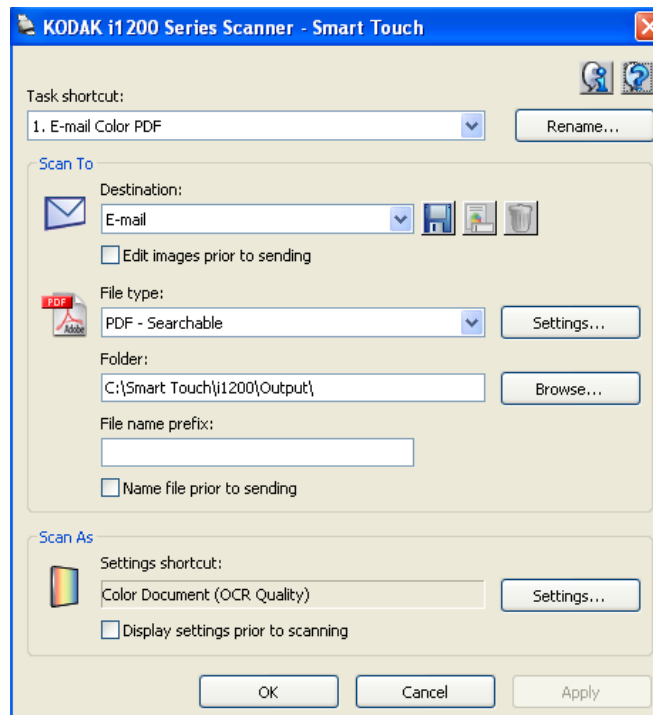 KODAK i1200 Series Scanner - Smart Touch
Task shortcut:
1. E-mail Color PDF
Rename...
Scan To
Destination:
E-mail
Edit images prior to sending
PDF
Adobe
File type:
PDF - Searchable
Settings...
Folder:
C:\Smart Touch\i1200\Output\
Browse...
File name prefix:
Name file prior to sending
Scan As
Settings shortcut:
Color Document (OCR Quality)
Settings...
Display settings prior to scanning
OK
Cancel
Apply